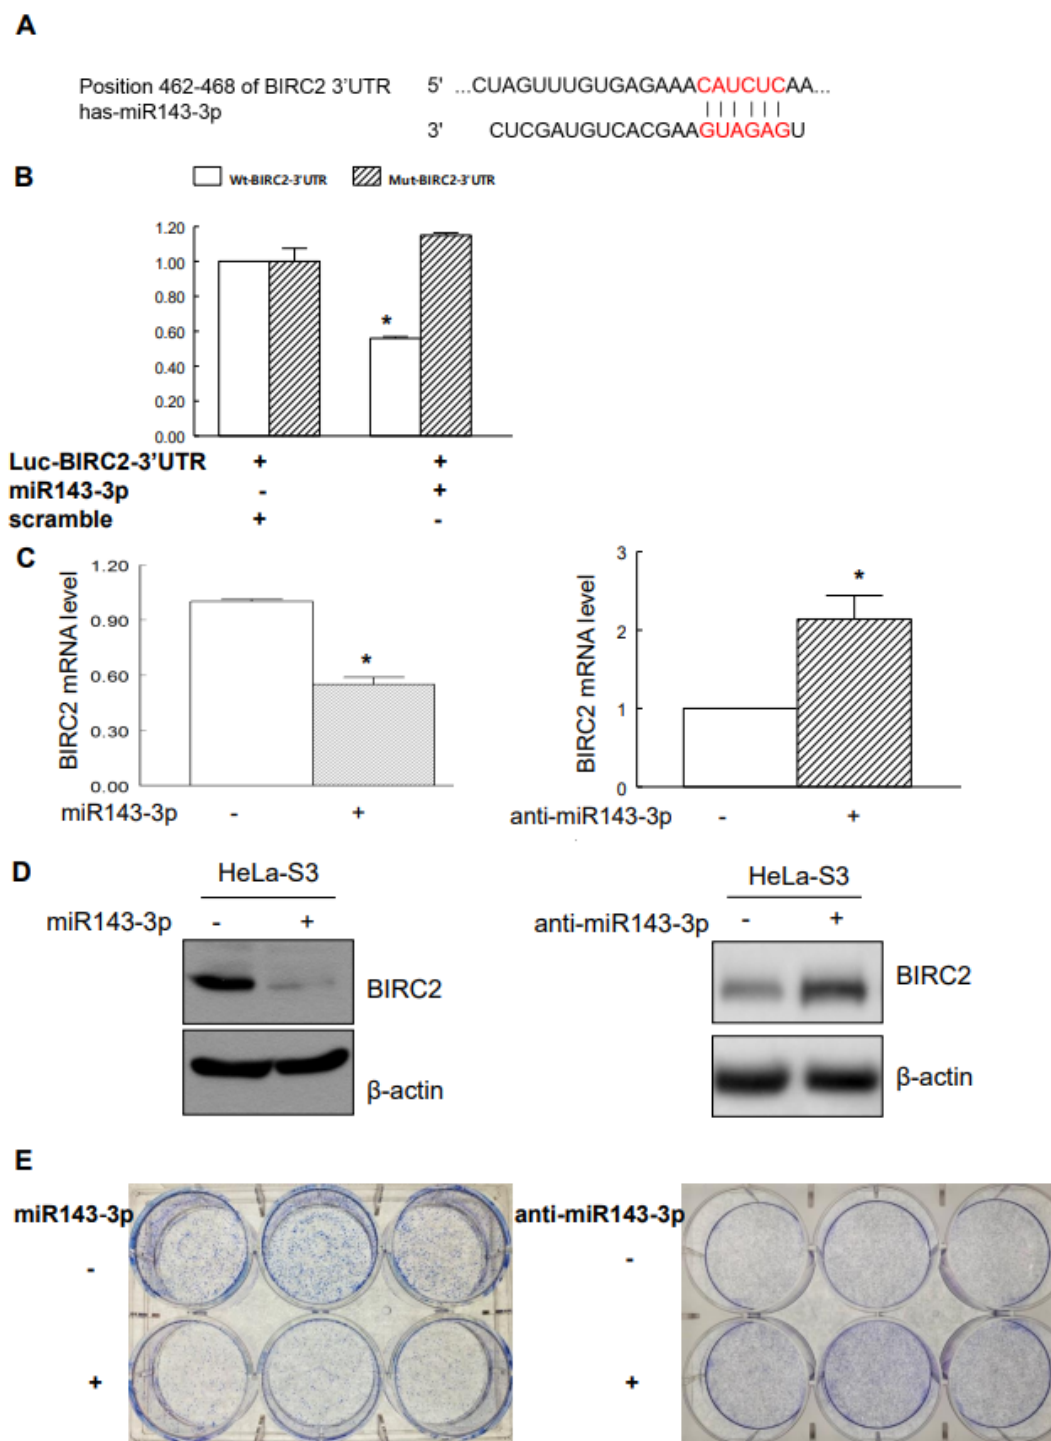 A
Position 462-468 of BIRC2 3'UTR 5' ...CUAGUUUGUGAGAAACAUCUCAA...
has-miR143-3p 3' CUCGAUGUCACGAAGUAGAGU
B
Wt-BIRC2-3'UTR Mut-BIRC2-3'UTR
1.20
1.00
0.80
0.60
0.40
0.20
0.00
*
Luc-BIRC2-3'UTR + +
miR143-3p - +
scramble + -
C
BIRC2 mRNA level
1.20
0.90
0.60
0.30
0.00
*
miR143-3p - +
BIRC2 mRNA level
3
2
1
0
*
anti-miR143-3p - +
D
HeLa-S3
miR143-3p - +
BIRC2
β-actin
HeLa-S3
anti-miR143-3p - +
BIRC2
β-actin
E
miR143-3p
-
+
anti-miR143-3p
-
+